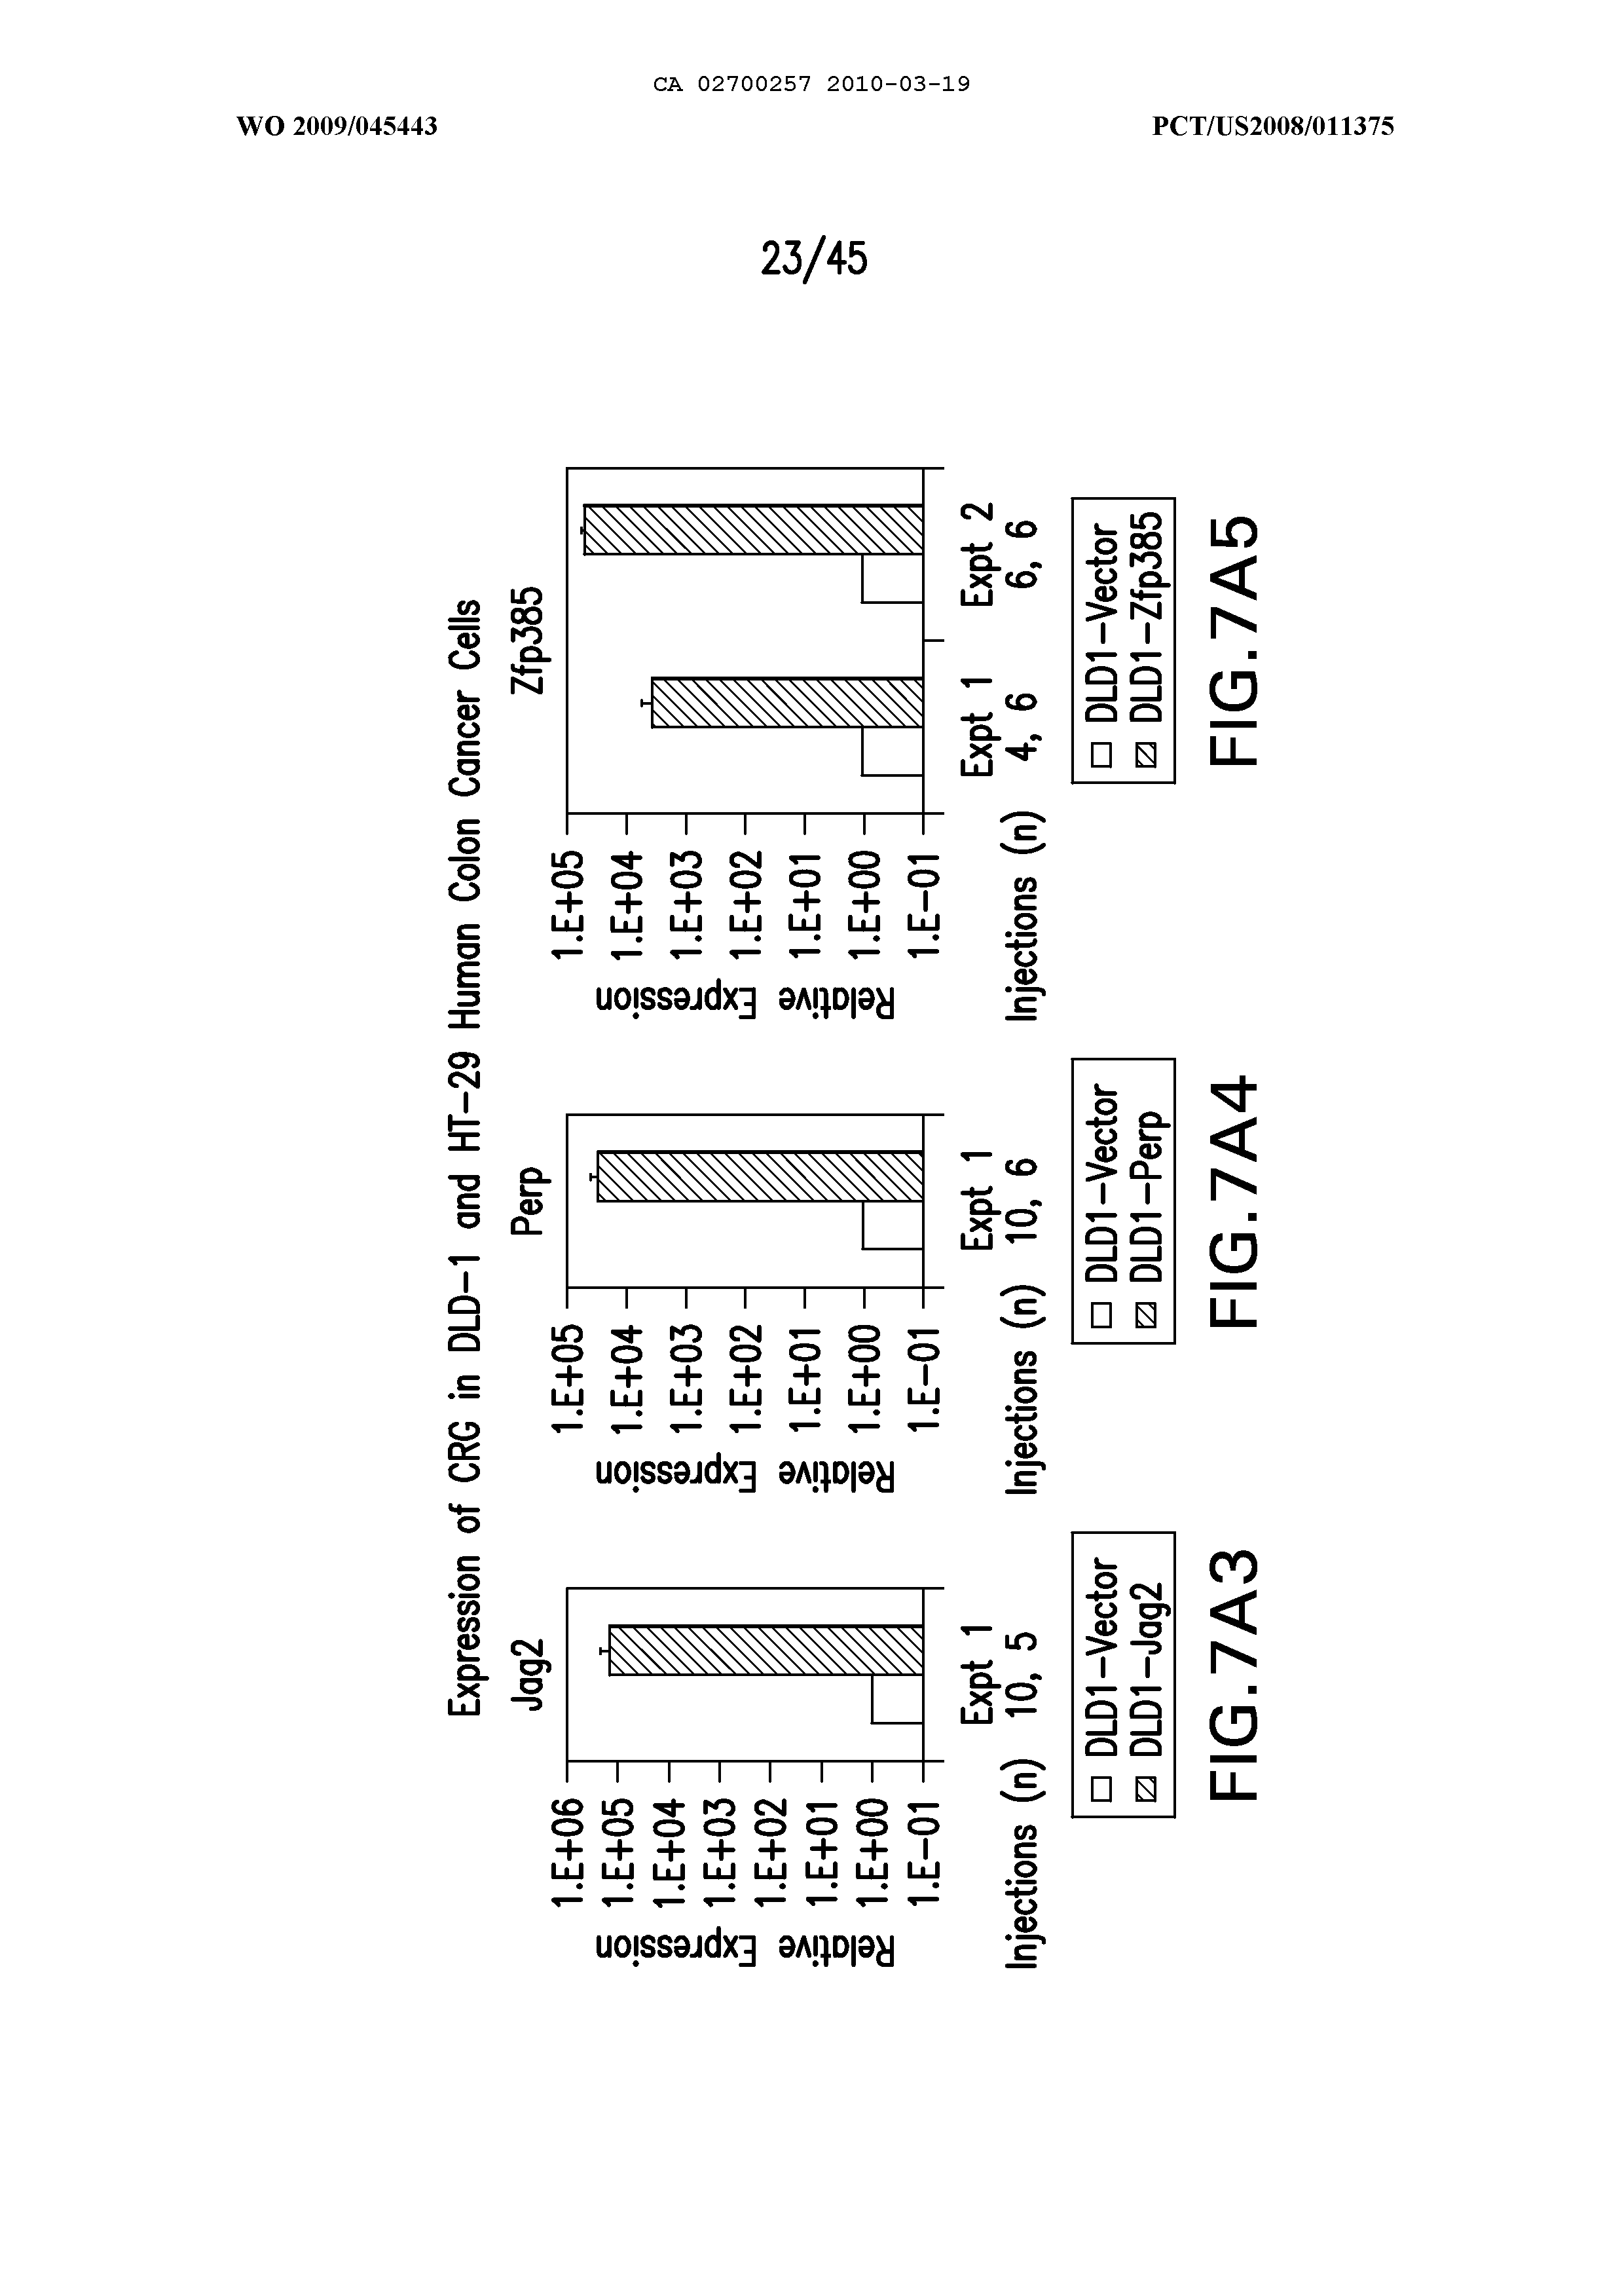 CA 02700257 2010-03-19
WO 2009/045443 PCT/US2008/011375
23/45
Expression of CRG in DLD-1 and HT-29 Human Colon Cancer Cells
Jag2
Relative Expression
1.E+06
1.E+05
1.E+04
1.E+03
1.E+02
1.E+01
1.E+00
1.E-01
Expt 1
Injections (n) 10, 5
DLD1-Vector
DLD1-Jag2
FIG.7A3
Perp
Relative Expression
1.E+05
1.E+04
1.E+03
1.E+02
1.E+01
1.E+00
1.E-01
Expt 1
Injections (n) 10, 6
DLD1-Vector
DLD1-Perp
FIG.7A4
Zfp385
Relative Expression
1.E+05
1.E+04
1.E+03
1.E+02
1.E+01
1.E+00
1.E-01
Expt 1 Expt 2
Injections (n) 4, 6 6, 6
DLD1-Vector
DLD1-Zfp385
FIG.7A5